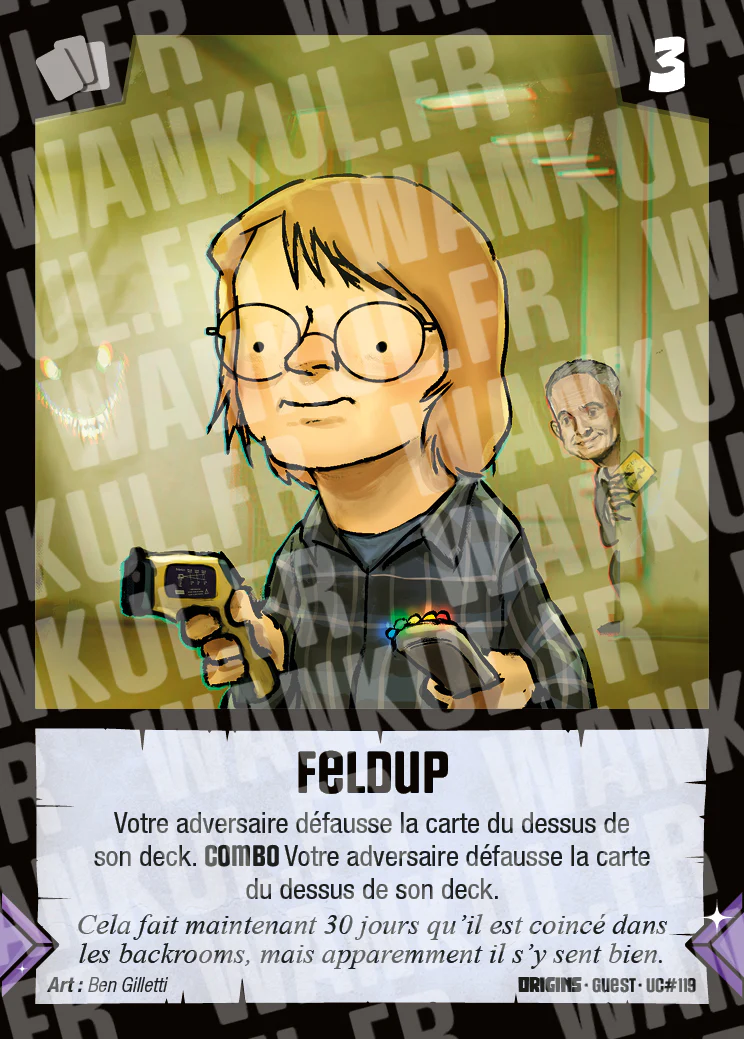 3
FELDUP
Votre adversaire défausse la carte du dessus de
son deck. COMBO Votre adversaire défausse la carte
du dessus de son deck.
Cela fait maintenant 30 jours qu'il est coincé dans
les backrooms, mais apparemment il s'y sent bien.
Art : Ben Gilletti
ORIGINS · GUEST · UC#119
WANKUL.FR